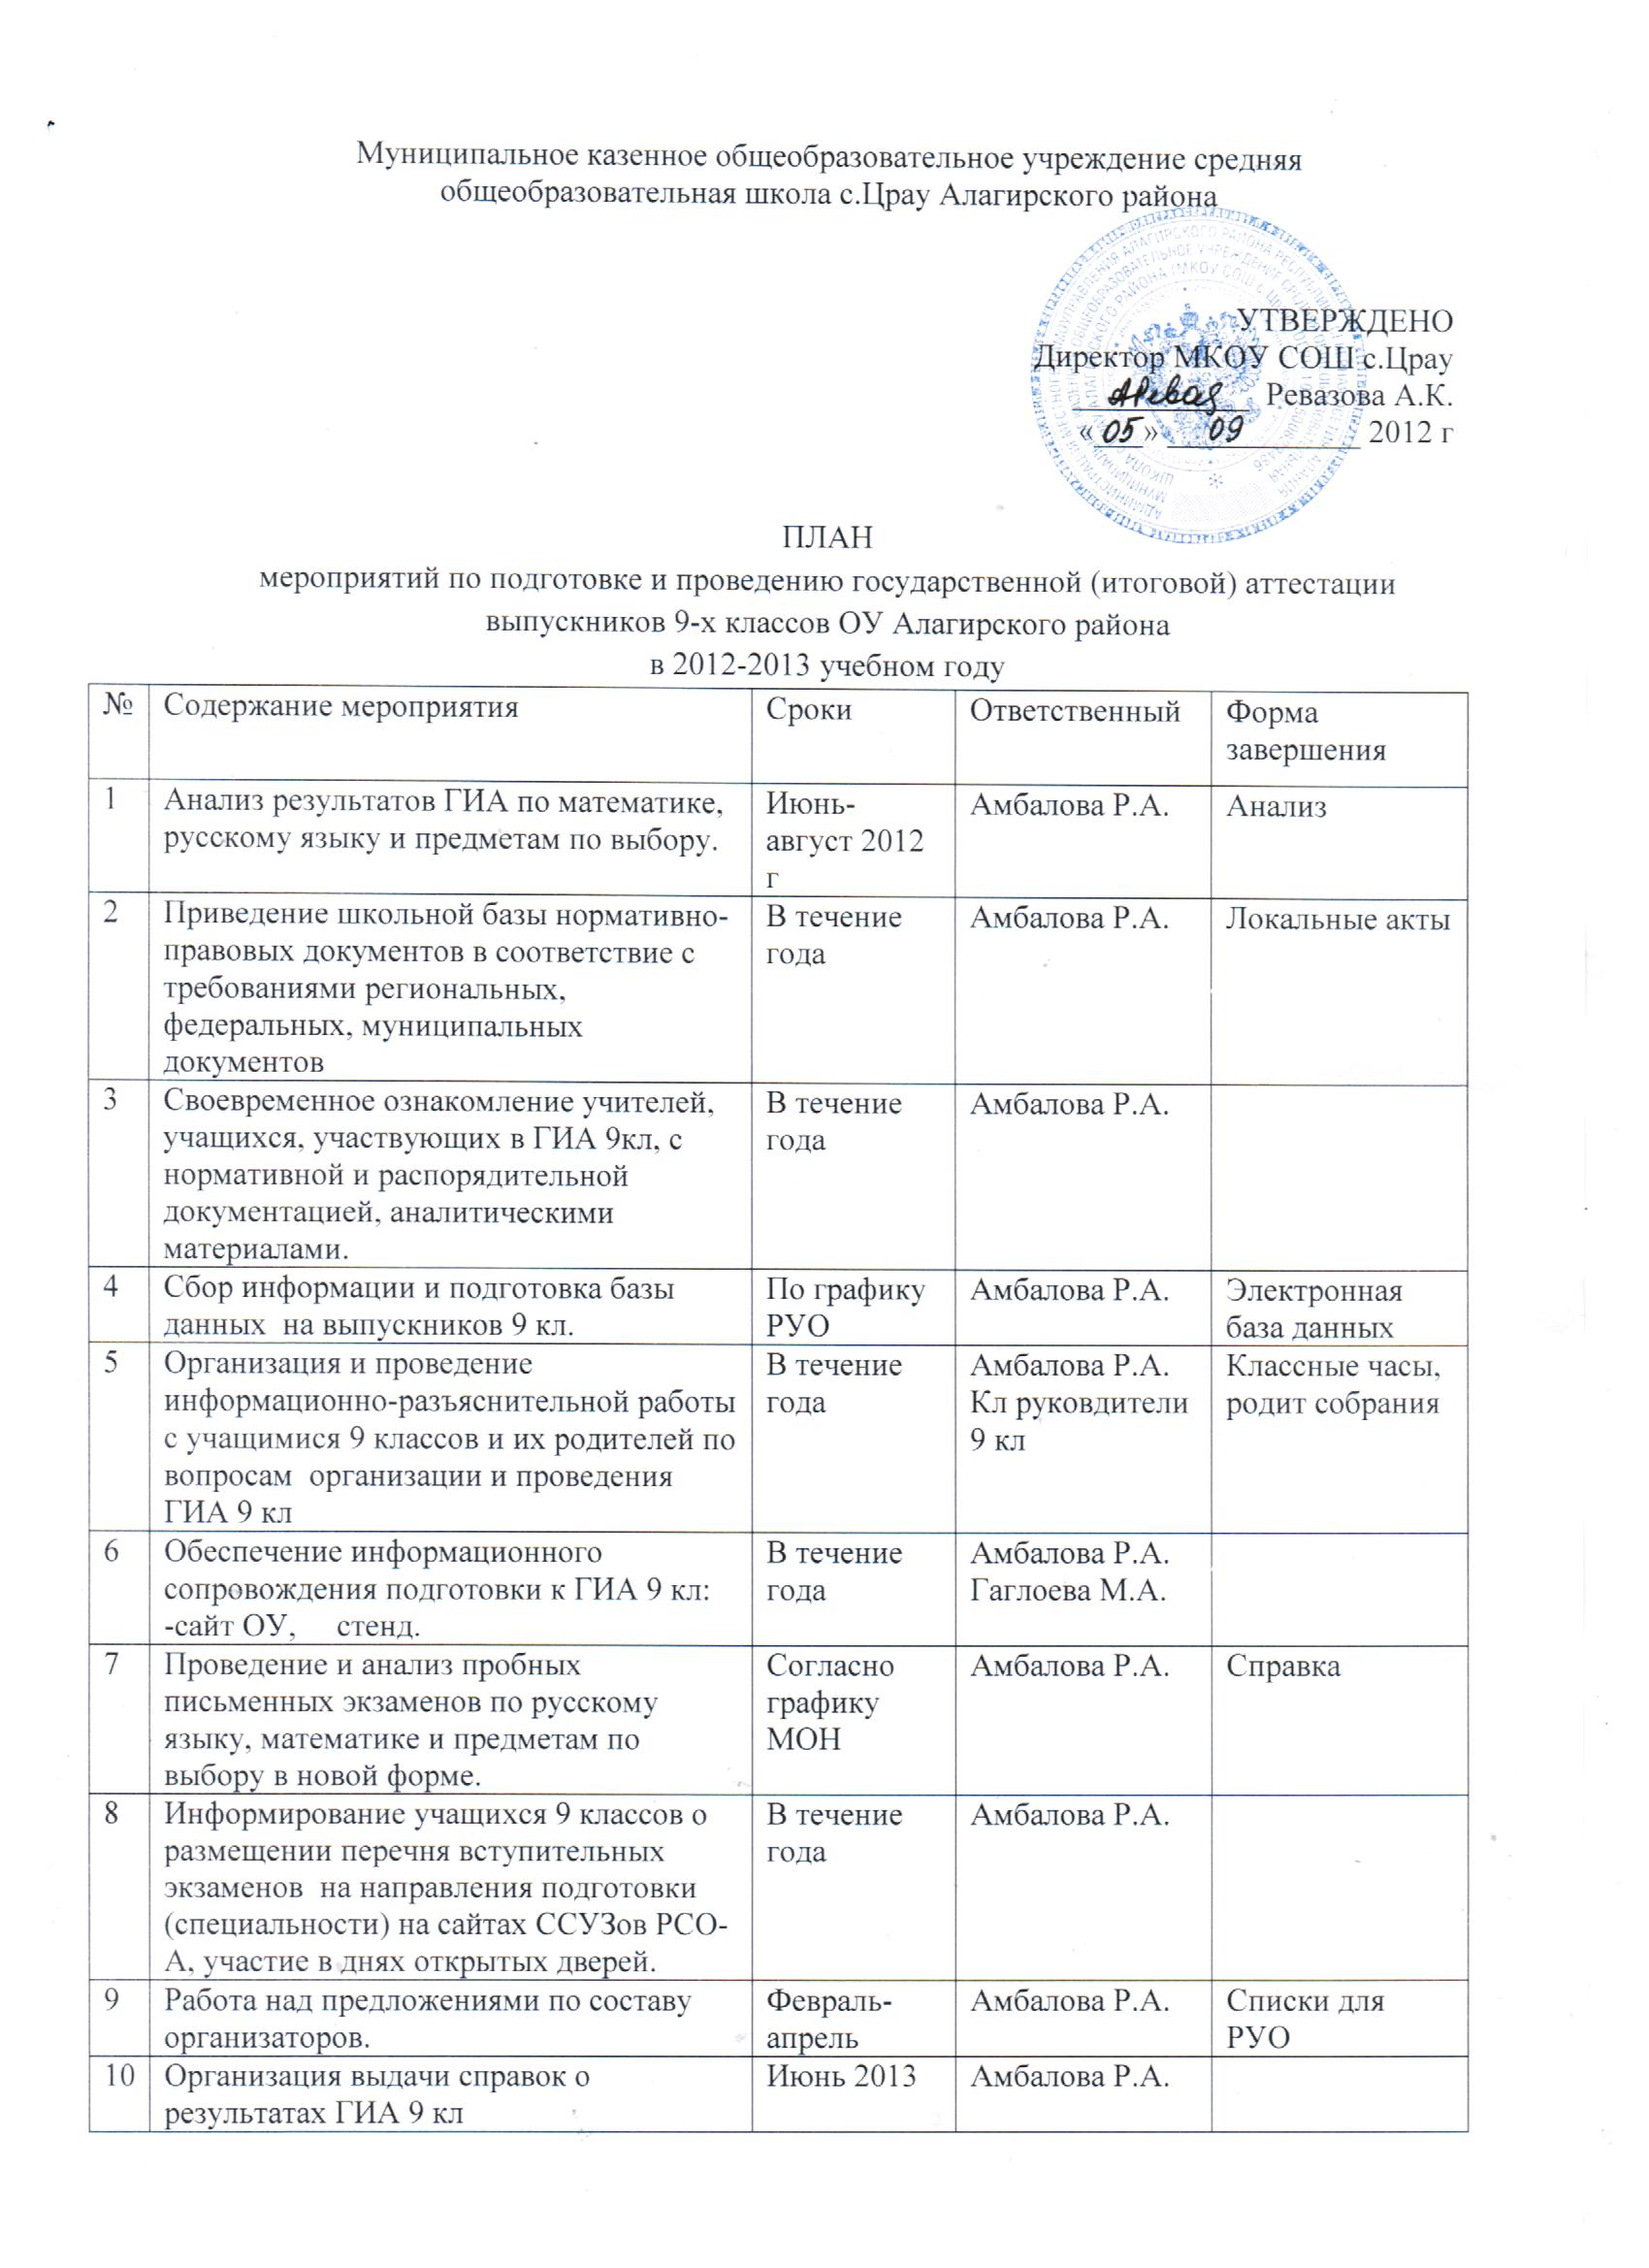 Муниципальное казенное общеобразовательное учреждение средняя
общеобразовательная школа с.Црау Алагирского района
УТВЕРЖДЕНО
Директор МКОУ СОШ с.Црау
Ревазова А.К.
«05» 09 2012 г
ПЛАН
мероприятий по подготовке и проведению государственной (итоговой) аттестации
выпускников 9-х классов ОУ Алагирского района
в 2012-2013 учебном году
№ Содержание мероприятия Сроки Ответственный Форма
завершения
1 Анализ результатов ГИА по математике, Июнь- Амбалова Р.А. Анализ
русскому языку и предметам по выбору. август 2012
г
2 Приведение школьной базы нормативно- В течение Амбалова Р.А. Локальные акты
правовых документов в соответствие с года
требованиями региональных,
федеральных, муниципальных
документов
3 Своевременное ознакомление учителей, В течение Амбалова Р.А.
учащихся, участвующих в ГИА 9кл, с года
нормативной и распорядительной
документацией, аналитическими
материалами.
4 Сбор информации и подготовка базы По графику Амбалова Р.А. Электронная
данных на выпускников 9 кл. РУО база данных
5 Организация и проведение В течение Амбалова Р.А. Классные часы,
информационно-разъяснительной работы года Кл руковдители родит собрания
с учащимися 9 классов и их родителей по 9 кл
вопросам организации и проведения
ГИА 9 кл
6 Обеспечение информационного В течение Амбалова Р.А.
сопровождения подготовки к ГИА 9 кл: года Гаглоева М.А.
-сайт ОУ, стенд.
7 Проведение и анализ пробных Согласно Амбалова Р.А. Справка
письменных экзаменов по русскому графику
языку, математике и предметам по МОН
выбору в новой форме.
8 Информирование учащихся 9 классов о В течение Амбалова Р.А.
размещении перечня вступительных года
экзаменов на направления подготовки
(специальности) на сайтах ССУЗов РСО-
А, участие в днях открытых дверей.
9 Работа над предложениями по составу Февраль- Амбалова Р.А. Списки для
организаторов. апрель РУО
10 Организация выдачи справок о Июнь 2013 Амбалова Р.А.
результатах ГИА 9 кл